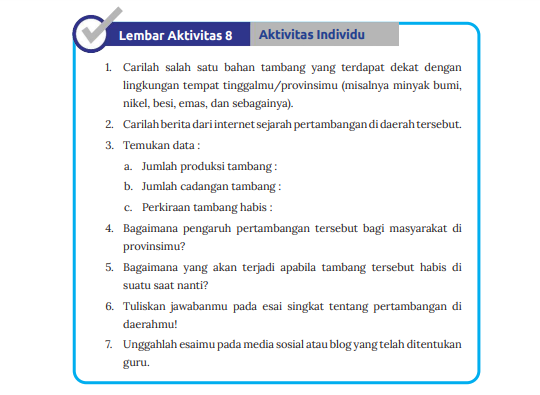 Lembar Aktivitas 8 Aktivitas Individu
1. Carilah salah satu bahan tambang yang terdapat dekat dengan
lingkungan tempat tinggalmu/provinsimu (misalnya minyak bumi,
nikel, besi, emas, dan sebagainya).
2. Carilah berita dari internet sejarah pertambangan di daerah tersebut.
3. Temukan data :
a. Jumlah produksi tambang :
b. Jumlah cadangan tambang :
c. Perkiraan tambang habis :
4. Bagaimana pengaruh pertambangan tersebut bagi masyarakat di
provinsimu?
5. Bagaimana yang akan terjadi apabila tambang tersebut habis di
suatu saat nanti?
6. Tuliskan jawabanmu pada esai singkat tentang pertambangan di
daerahmu!
7. Unggahlah esaimu pada media sosial atau blog yang telah ditentukan
guru.